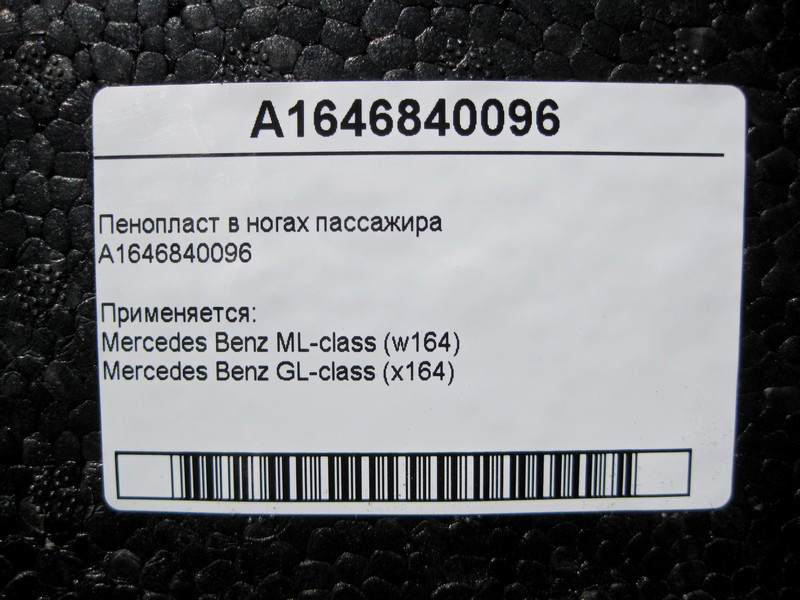 A1646840096
Пенопласт в ногах пассажира
A1646840096
Применяется:
Mercedes Benz ML-class (w164)
Mercedes Benz GL-class (x164)